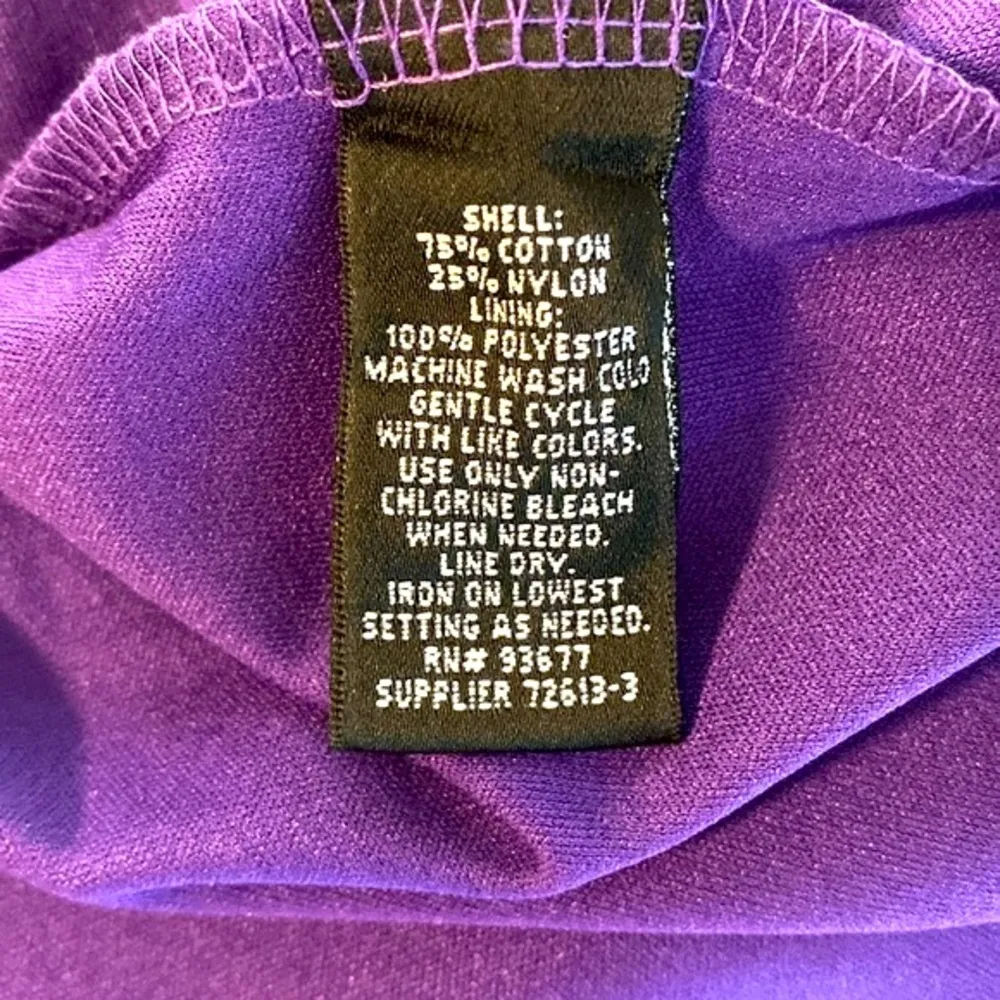 SHELL:
75% COTTON
25% NYLON
LINING:
100% POLYESTER
MACHINE WASH COLD
GENTLE CYCLE
WITH LIKE COLORS.
USE ONLY NON-
CHLORINE BLEACH
WHEN NEEDED.
LINE DRY.
IRON ON LOWEST
SETTING AS NEEDED.
RN# 93677
SUPPLIER 72613-3